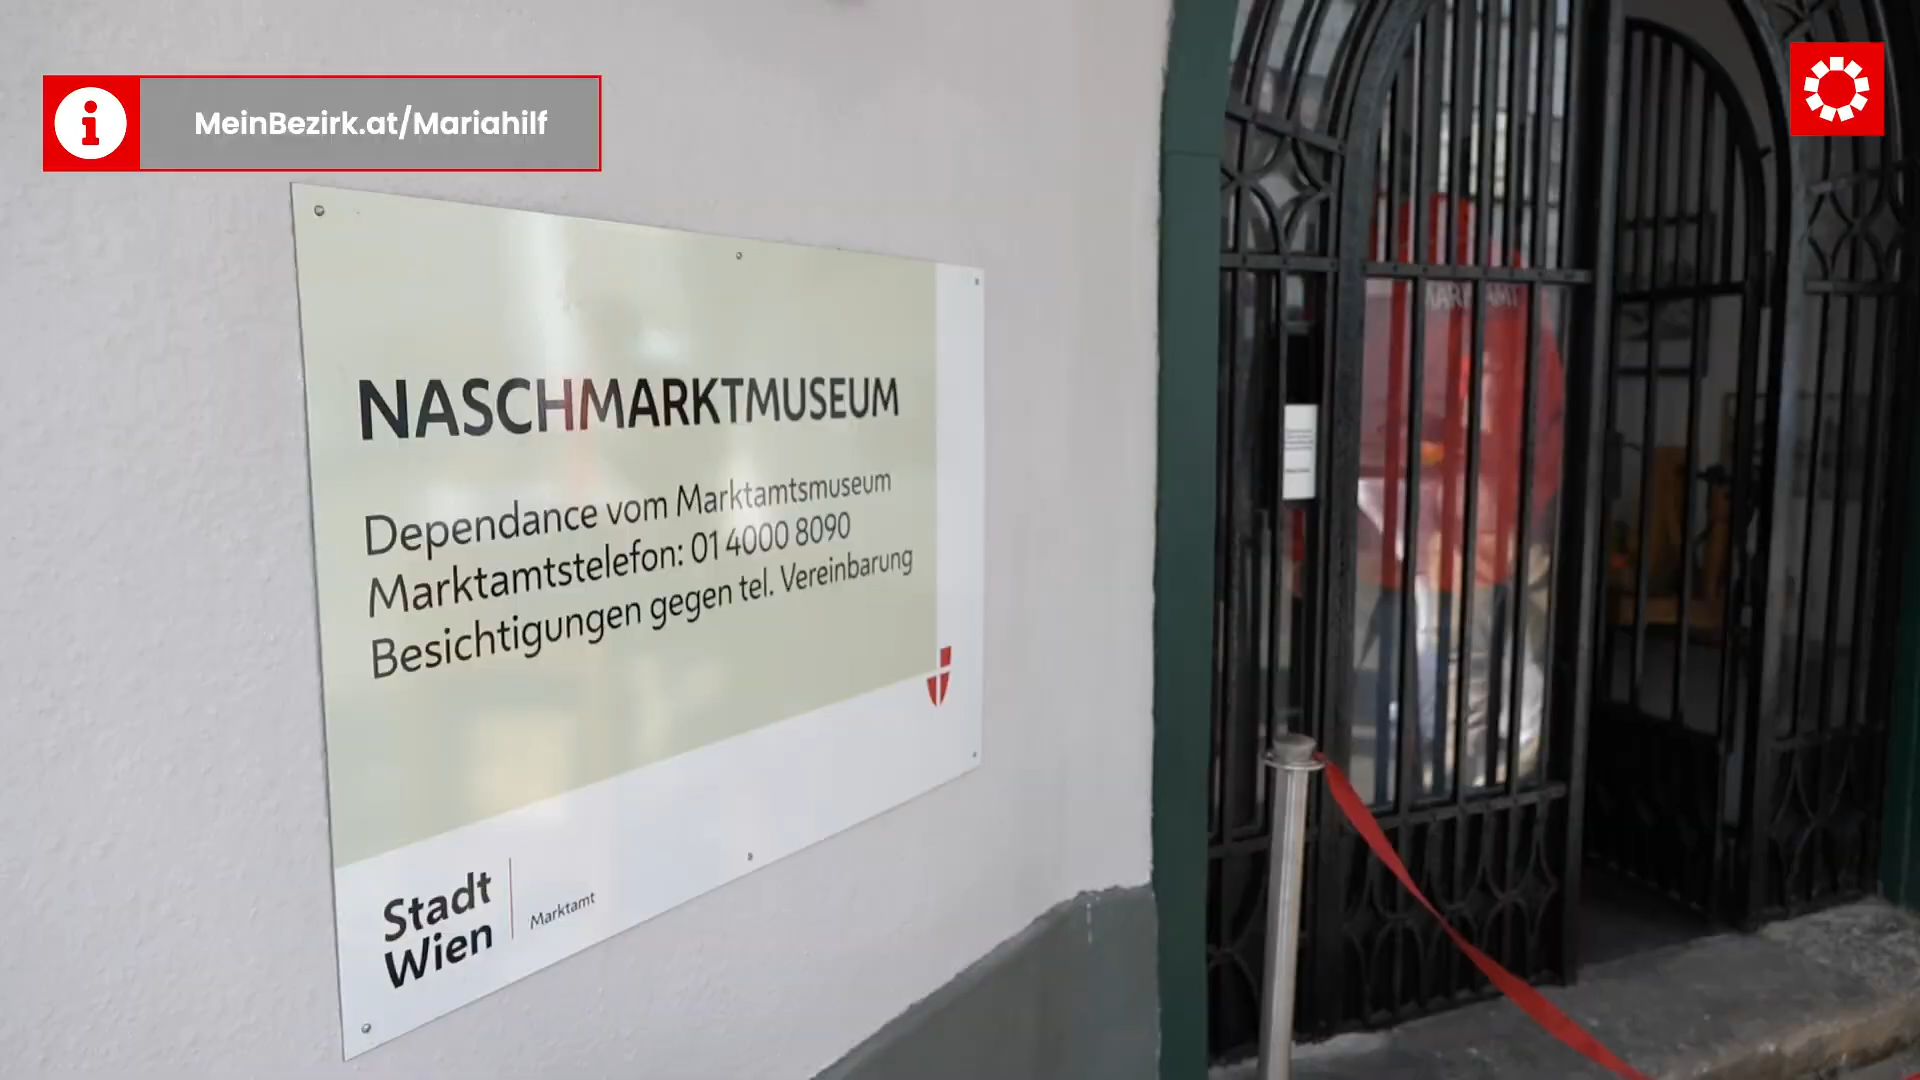 MeinBezirk.at/Mariahilf
NASCHMARKTMUSEUM
Dependance vom Marktamtsmuseum
Marktamtstelefon: 01 4000 8090
Besichtigungen gegen tel. Vereinbarung
Stadt
Wien
Marktamt